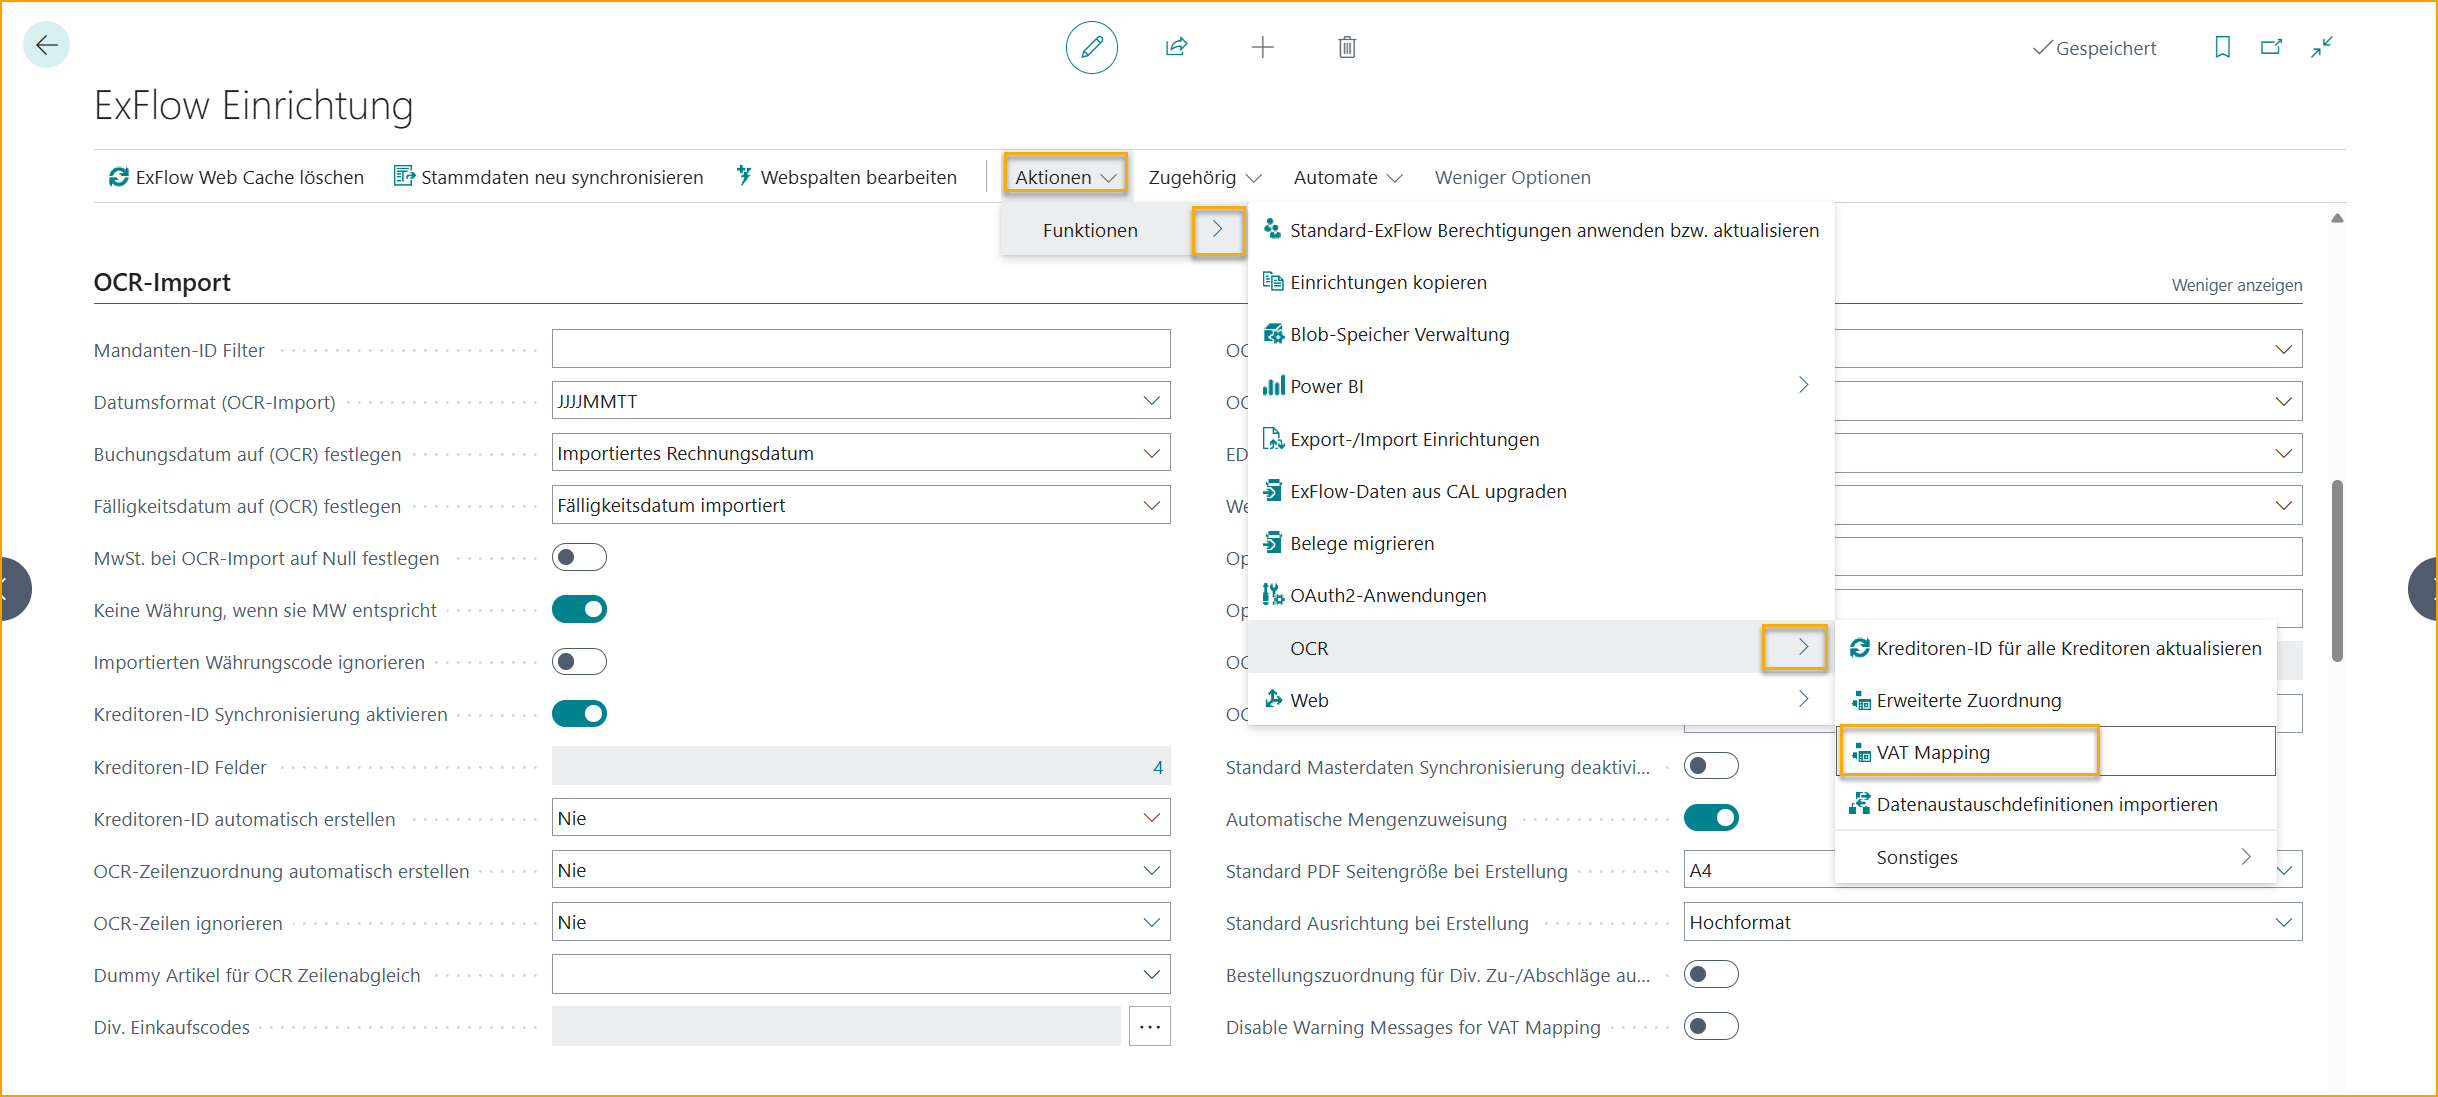 Gespeichert
ExFlow Einrichtung
ExFlow Web Cache löschen
Stammdaten neu synchronisieren
Webspalten bearbeiten
Aktionen
Zugehörig
Automate
Weniger Optionen
Funktionen
Standard-ExFlow Berechtigungen anwenden bzw. aktualisieren
Einrichtungen kopieren
Blob-Speicher Verwaltung
Power BI
Export-/Import Einrichtungen
ExFlow-Daten aus CAL upgraden
Belege migrieren
OAuth2-Anwendungen
OCR
Web
Kreditoren-ID für alle Kreditoren aktualisieren
Erweiterte Zuordnung
VAT Mapping
Datenaustauschdefinitionen importieren
Sonstiges
OCR-Import
Weniger anzeigen
Mandanten-ID Filter
Datumsformat (OCR-Import)
JJJJMMTT
Buchungsdatum auf (OCR) festlegen
Importiertes Rechnungsdatum
Fälligkeitsdatum auf (OCR) festlegen
Fälligkeitsdatum importiert
MwSt. bei OCR-Import auf Null festlegen
Keine Währung, wenn sie MW entspricht
Importierten Währungscode ignorieren
Kreditoren-ID Synchronisierung aktivieren
Kreditoren-ID Felder
4
Kreditoren-ID automatisch erstellen
Nie
OCR-Zeilenzuordnung automatisch erstellen
Nie
OCR-Zeilen ignorieren
Nie
Dummy Artikel für OCR Zeilenabgleich
Div. Einkaufscodes
Standard Masterdaten Synchronisierung deaktivi...
Automatische Mengenzuweisung
Standard PDF Seitengröße bei Erstellung
A4
Standard Ausrichtung bei Erstellung
Hochformat
Bestellungszuordnung für Div. Zu-/Abschläge au...
Disable Warning Messages for VAT Mapping